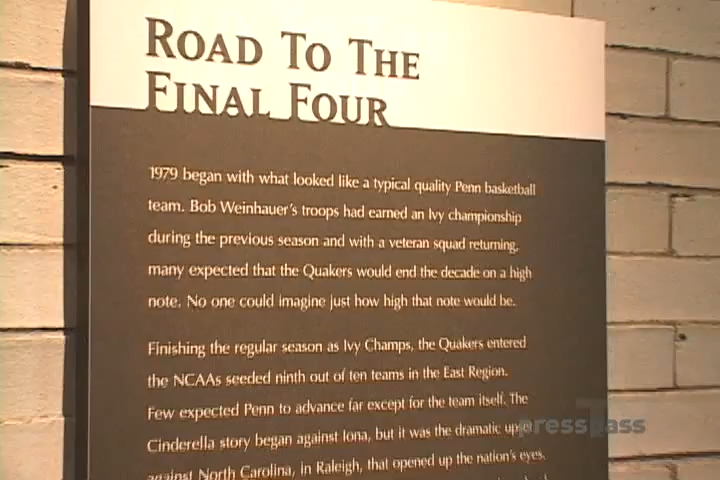 ROAD TO THE
FINAL FOUR
1979 began with what looked like a typical quality Penn basketball
team. Bob Weinhauer's troops had earned an Ivy championship
during the previous season and with a veteran squad returning,
many expected that the Quakers would end the decade on a high
note. No one could imagine just how high that note would be.
Finishing the regular season as Ivy Champs, the Quakers entered
the NCAAs seeded ninth out of ten teams in the East Region.
Few expected Penn to advance far except for the team itself. The
Cinderella story began against Iona, but it was the dramatic upset
against North Carolina, in Raleigh, that opened up the nation's eyes.
presspass